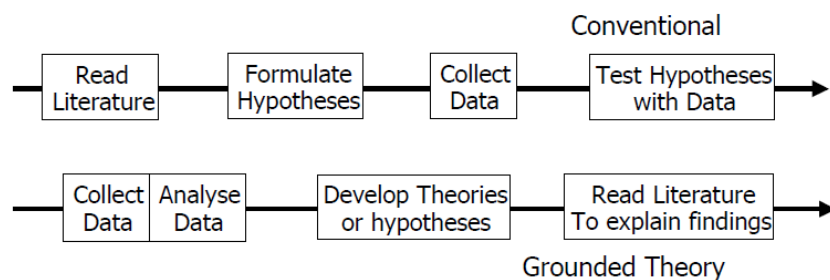 Conventional
Read
Literature
Formulate
Hypotheses
Collect
Data
Test Hypotheses
with Data
Collect
Data
Analyse
Data
Develop Theories
or hypotheses
Read Literature
To explain findings
Grounded Theory